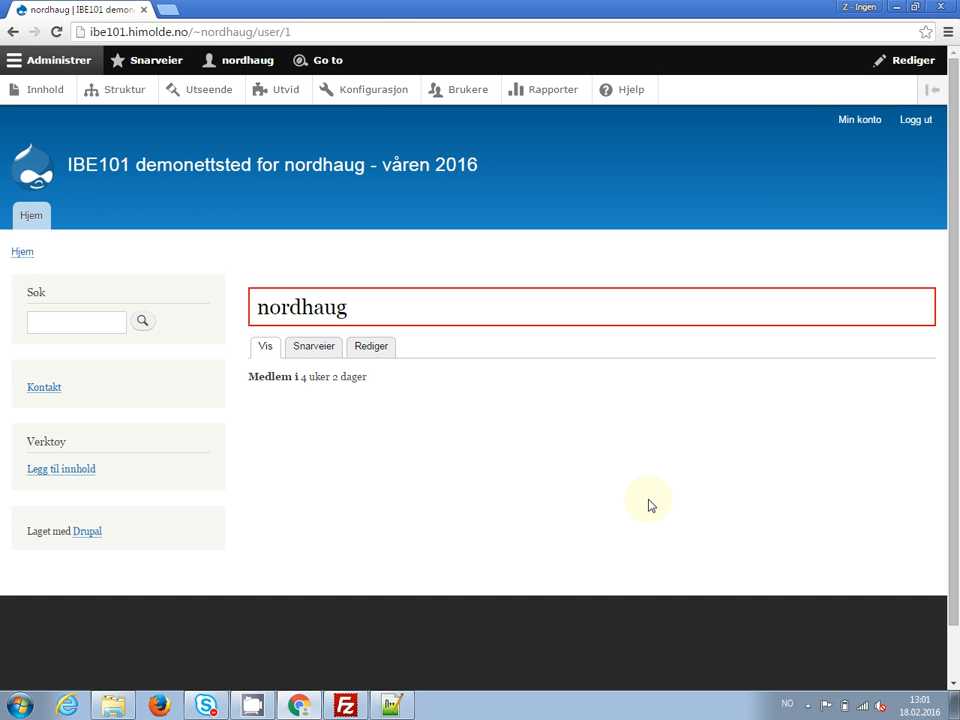 nordhaug | IBE101 demon
Z - Ingen
ibe101.himolde.no/~nordhaug/user/1
Administrer Snarveier nordhaug Go to Rediger
Innhold Struktur Utseende Utvid Konfigurasjon Brukere Rapporter Hjelp
Min konto Logg ut
IBE101 demonettsted for nordhaug - våren 2016
Hjem
Hjem
Søk
nordhaug
Vis Snarveier Rediger
Medlem i 4 uker 2 dager
Kontakt
Verktøy
Legg til innhold
Laget med Drupal
NO
13:01
18.02.2016